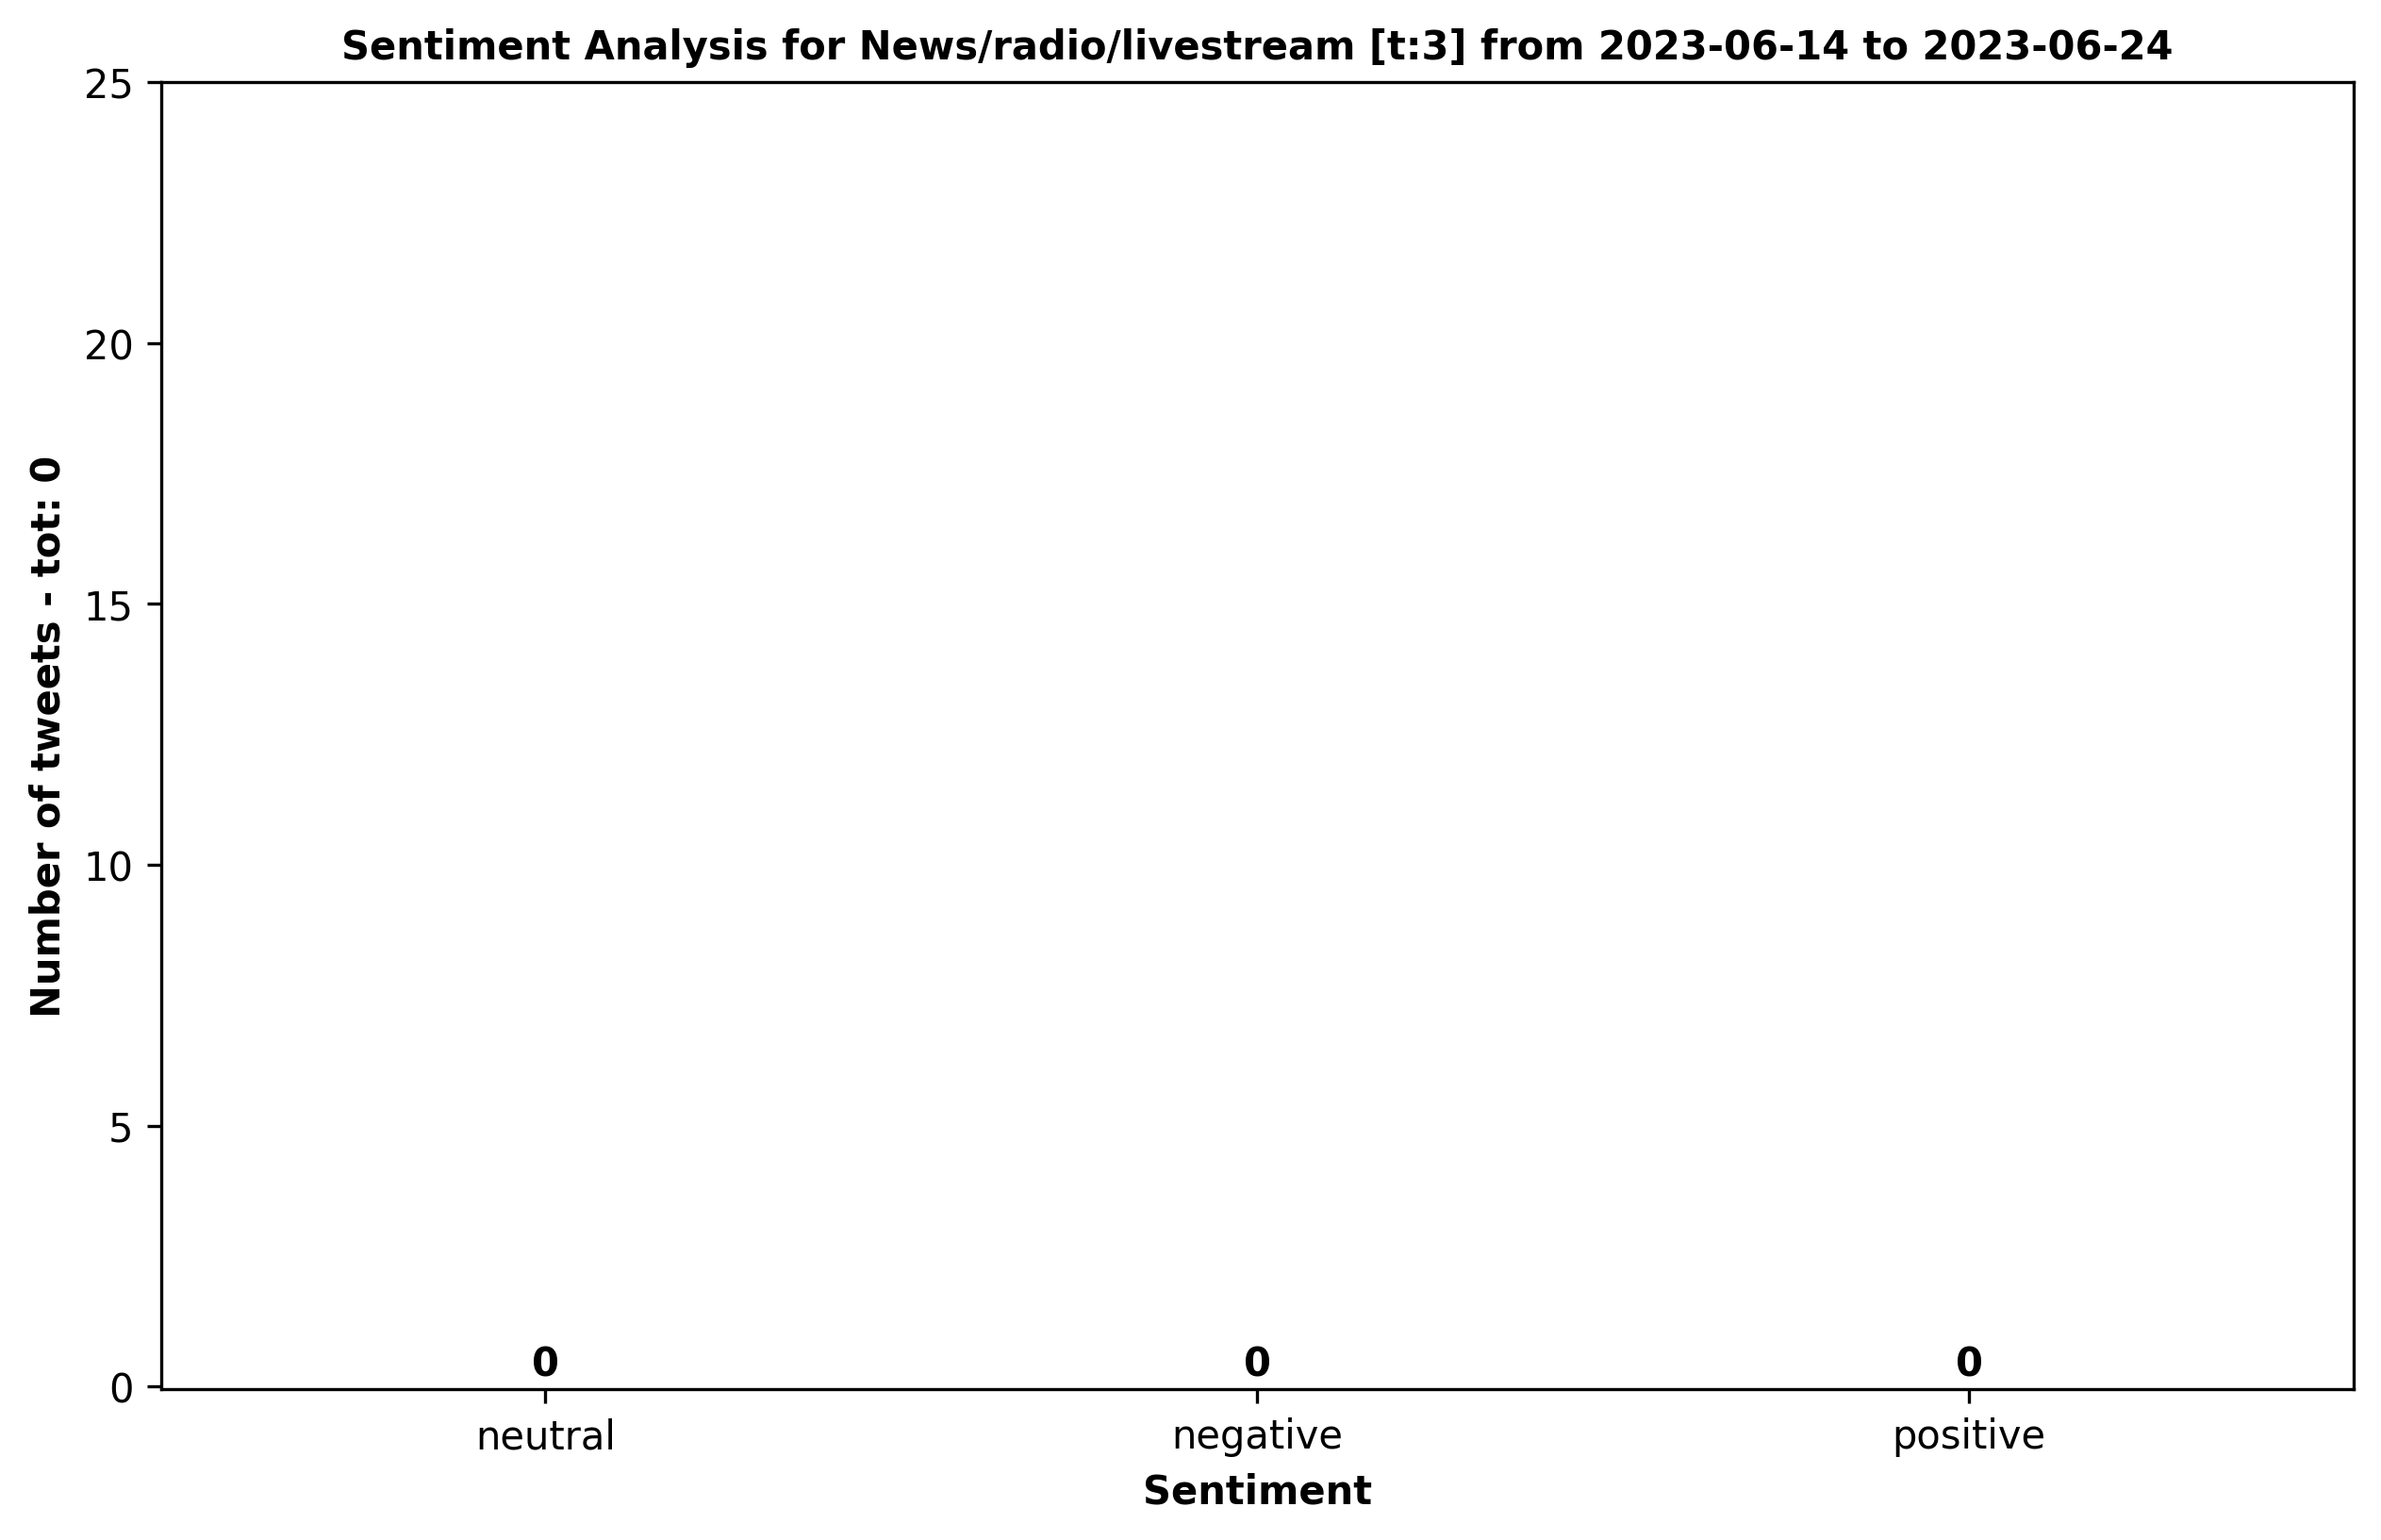 Sentiment Analysis for News/radio/livestream [t:3] from 2023-06-14 to 2023-06-24
Number of tweets - tot: 0
25
20
15
10
5
0
0 0 0
neutral negative positive
Sentiment